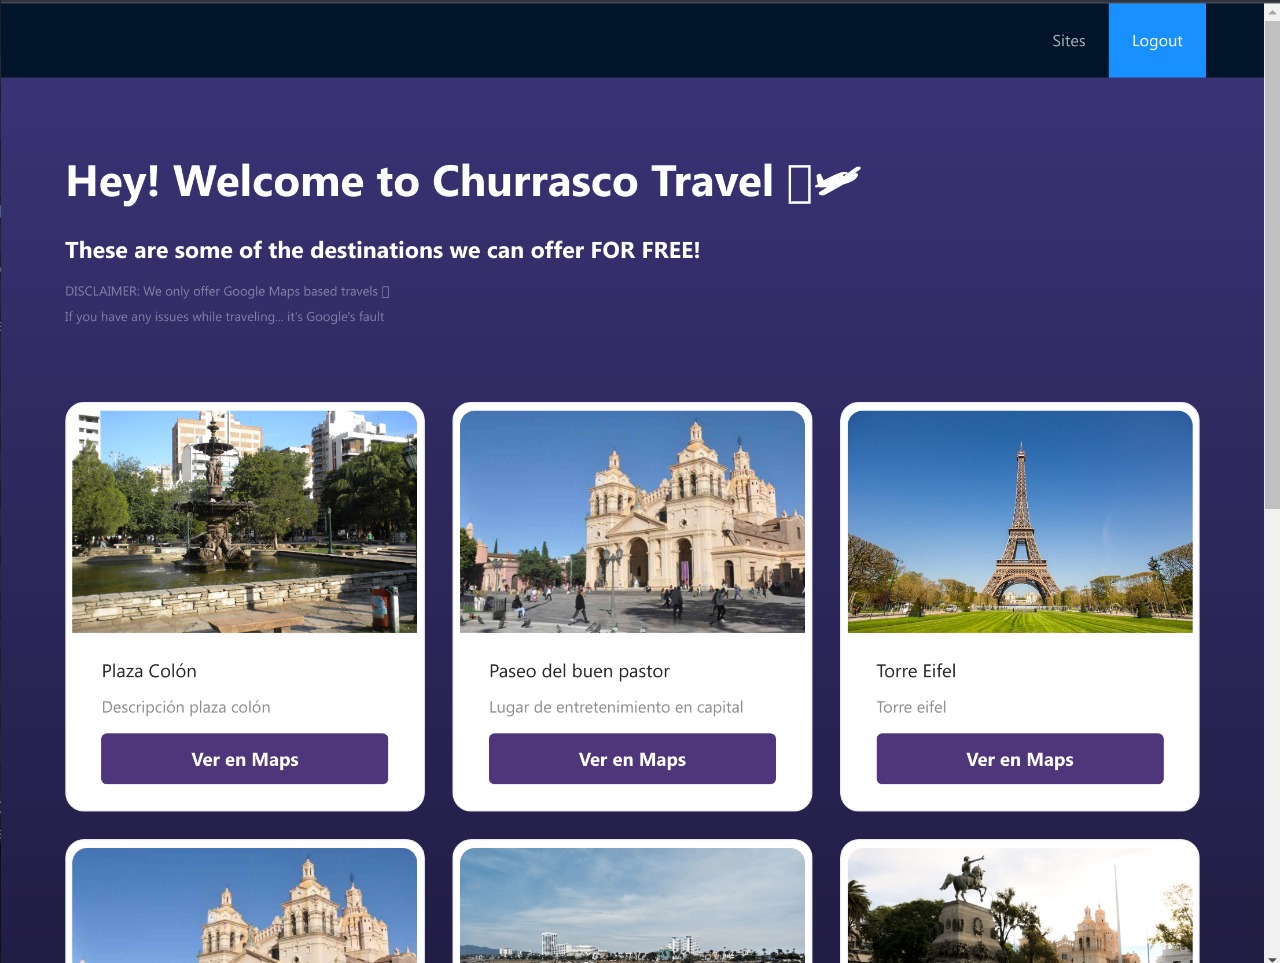 Sites
Logout
Hey! Welcome to Churrasco Travel
These are some of the destinations we can offer FOR FREE!
DISCLAIMER: We only offer Google Maps based travels
If you have any issues while traveling... it's Google's fault
Plaza Colón
Descripción plaza colón
Ver en Maps
Paseo del buen pastor
Lugar de entretenimiento en capital
Ver en Maps
Torre Eifel
Torre eifel
Ver en Maps